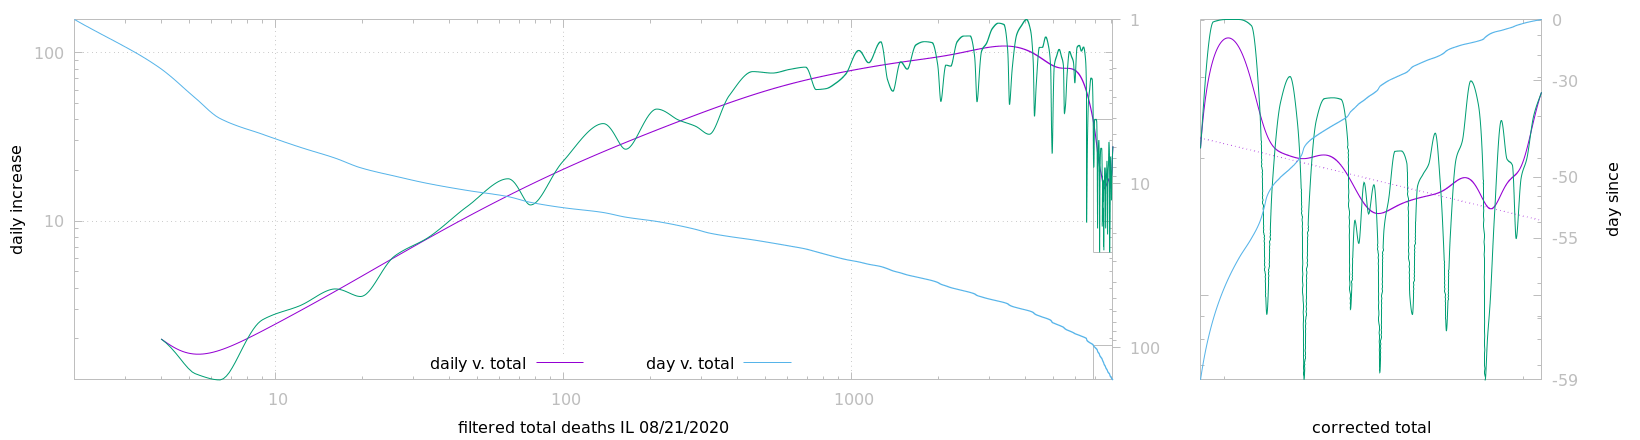 100
10
daily increase
daily v. total
day v. total
10
100
1000
filtered total deaths IL 08/21/2020
1
10
100
0
-30
-50
-55
-59
day since
corrected total